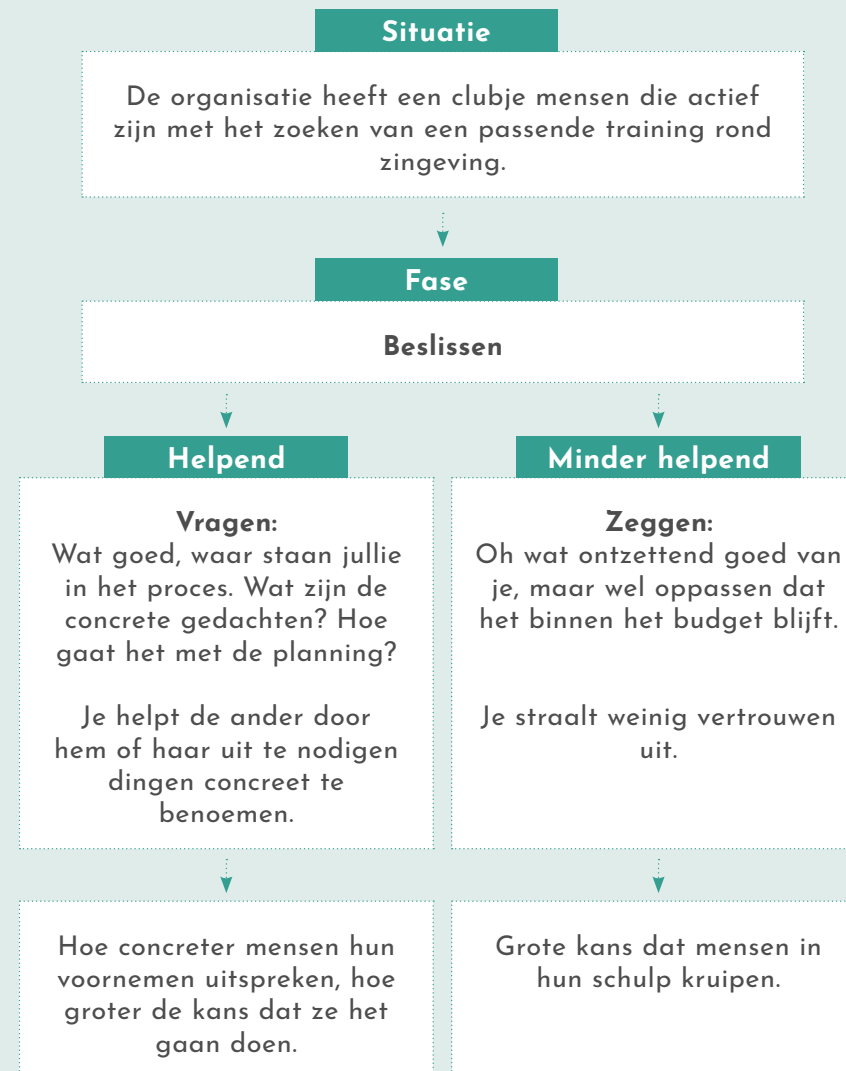 Situatie
De organisatie heeft een clubje mensen die actief
zijn met het zoeken van een passende training rond
zingeving.
Fase
Beslissen
Helpend
Vragen:
Wat goed, waar staan jullie
in het proces. Wat zijn de
concrete gedachten? Hoe
gaat het met de planning?
Je helpt de ander door
hem of haar uit te nodigen
dingen concreet te
benoemen.
Hoe concreter mensen hun
voornemen uitspreken, hoe
groter de kans dat ze het
gaan doen.
Minder helpend
Zeggen:
Oh wat ontzettend goed van
je, maar wel oppassen dat
het binnen het budget blijft.
Je straalt weinig vertrouwen
uit.
Grote kans dat mensen in
hun schulp kruipen.